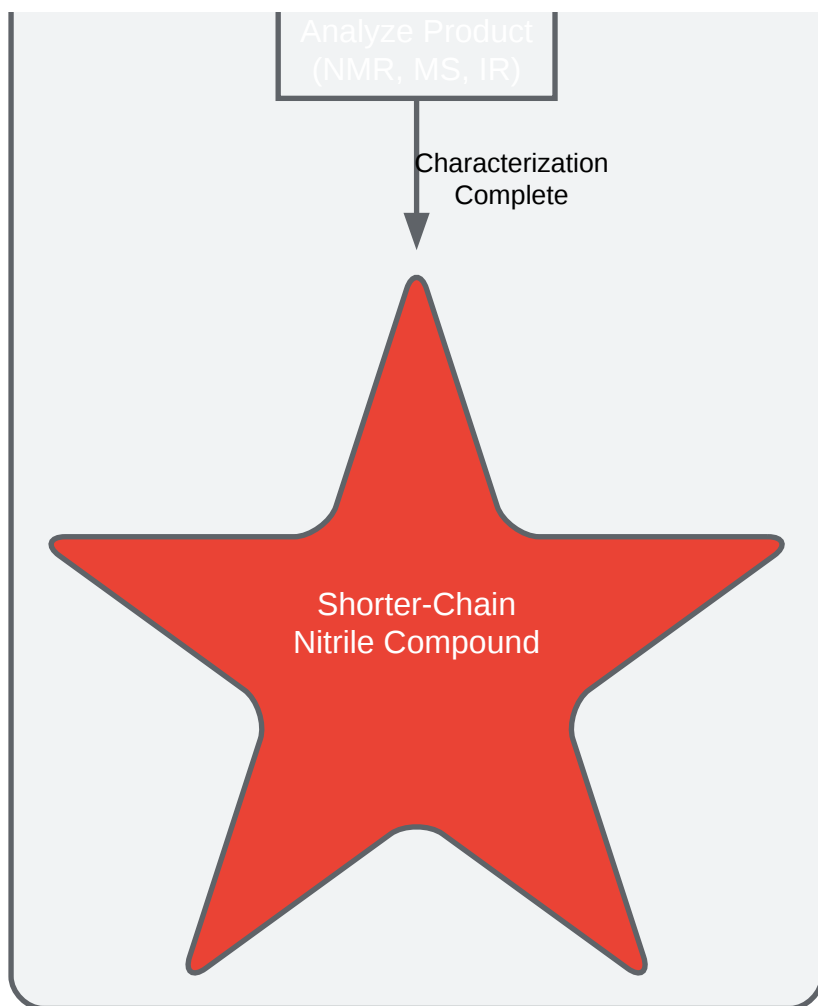 Analyze Product
(NMR, MS, IR)
Characterization
Complete
Shorter-Chain
Nitrile Compound